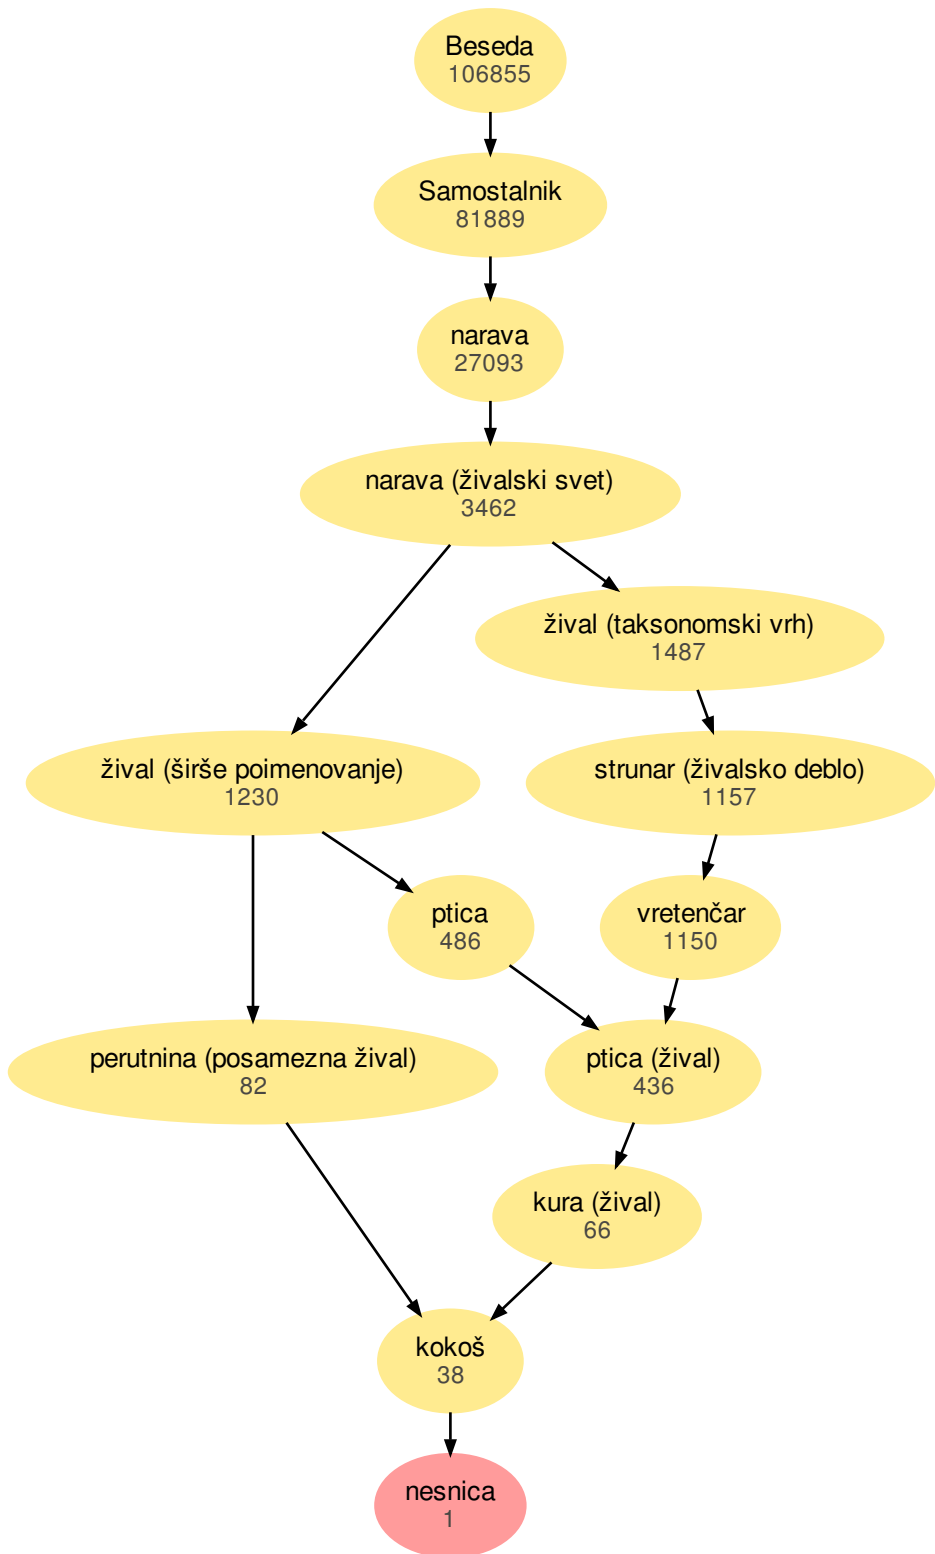 Beseda
106855
Samostalnik
81889
narava
27093
narava (živalski svet)
3462
žival (taksonomski vrh)
1487
žival (širše poimenovanje)
1230
strunar (živalsko deblo)
1157
ptica
486
vretenčar
1150
perutnina (posamezna žival)
82
ptica (žival)
436
kura (žival)
66
kokoš
38
nesnica
1